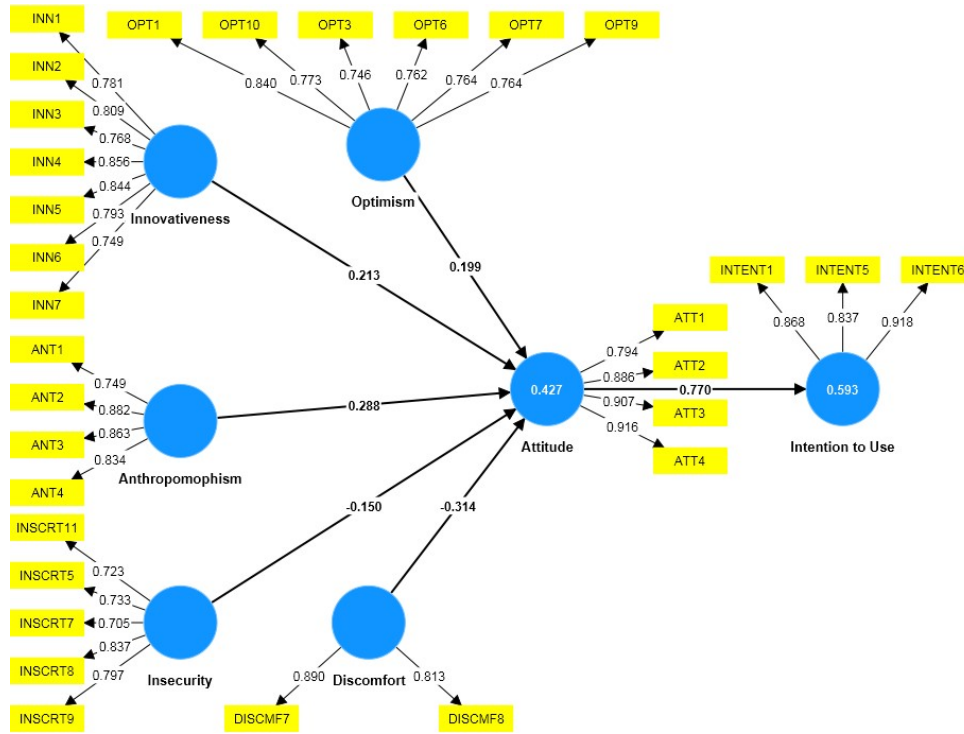 INN1
INN2
INN3
INN4
INN5
INN6
INN7
0.781
0.809
0.768
0.856
0.844
0.793
0.749
Innovativeness
OPT1
OPT10
OPT3
OPT6
OPT7
OPT9
0.840
0.773
0.746
0.762
0.764
0.764
Optimism
0.213
0.199
ANT1
ANT2
ANT3
ANT4
0.749
0.882
0.863
0.834
Anthropomophism
0.288
INSCRT11
INSCRT5
INSCRT7
INSCRT8
INSCRT9
0.723
0.733
0.705
0.837
0.797
Insecurity
-0.150
DISCMF7
DISCMF8
0.890
0.813
Discomfort
-0.314
0.427
Attitude
ATT1
ATT2
ATT3
ATT4
0.794
0.886
0.907
0.916
0.770
INTENT1
INTENT5
INTENT6
0.868
0.837
0.918
0.593
Intention to Use